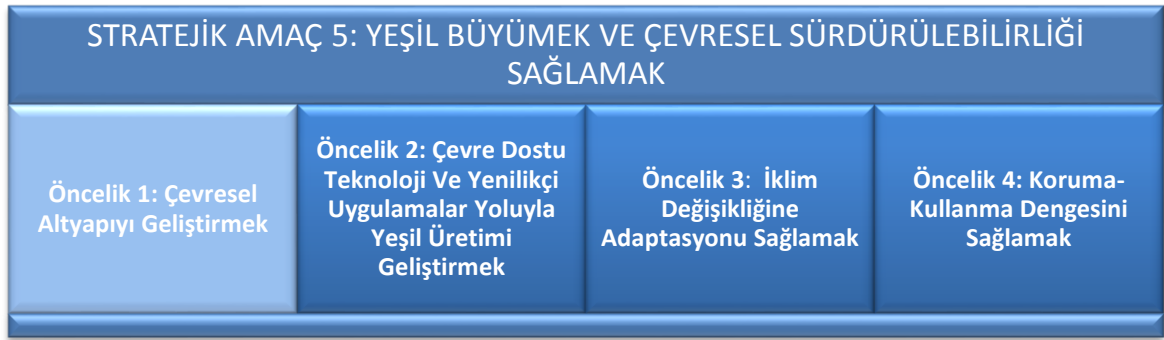 STRATEJİK AMAÇ 5: YEŞİL BÜYÜMEK VE ÇEVRESEL SÜRDÜRÜLEBİLİRLİĞİ
SAĞLAMAK
Öncelik 1: Çevresel
Altyapıyı Geliştirmek
Öncelik 2: Çevre Dostu
Teknoloji Ve Yenilikçi
Uygulamalar Yoluyla
Yeşil Üretimi
Geliştirmek
Öncelik 3: İklim
Değişikliğine
Adaptasyonu Sağlamak
Öncelik 4: Koruma-
Kullanma Dengesini
Sağlamak